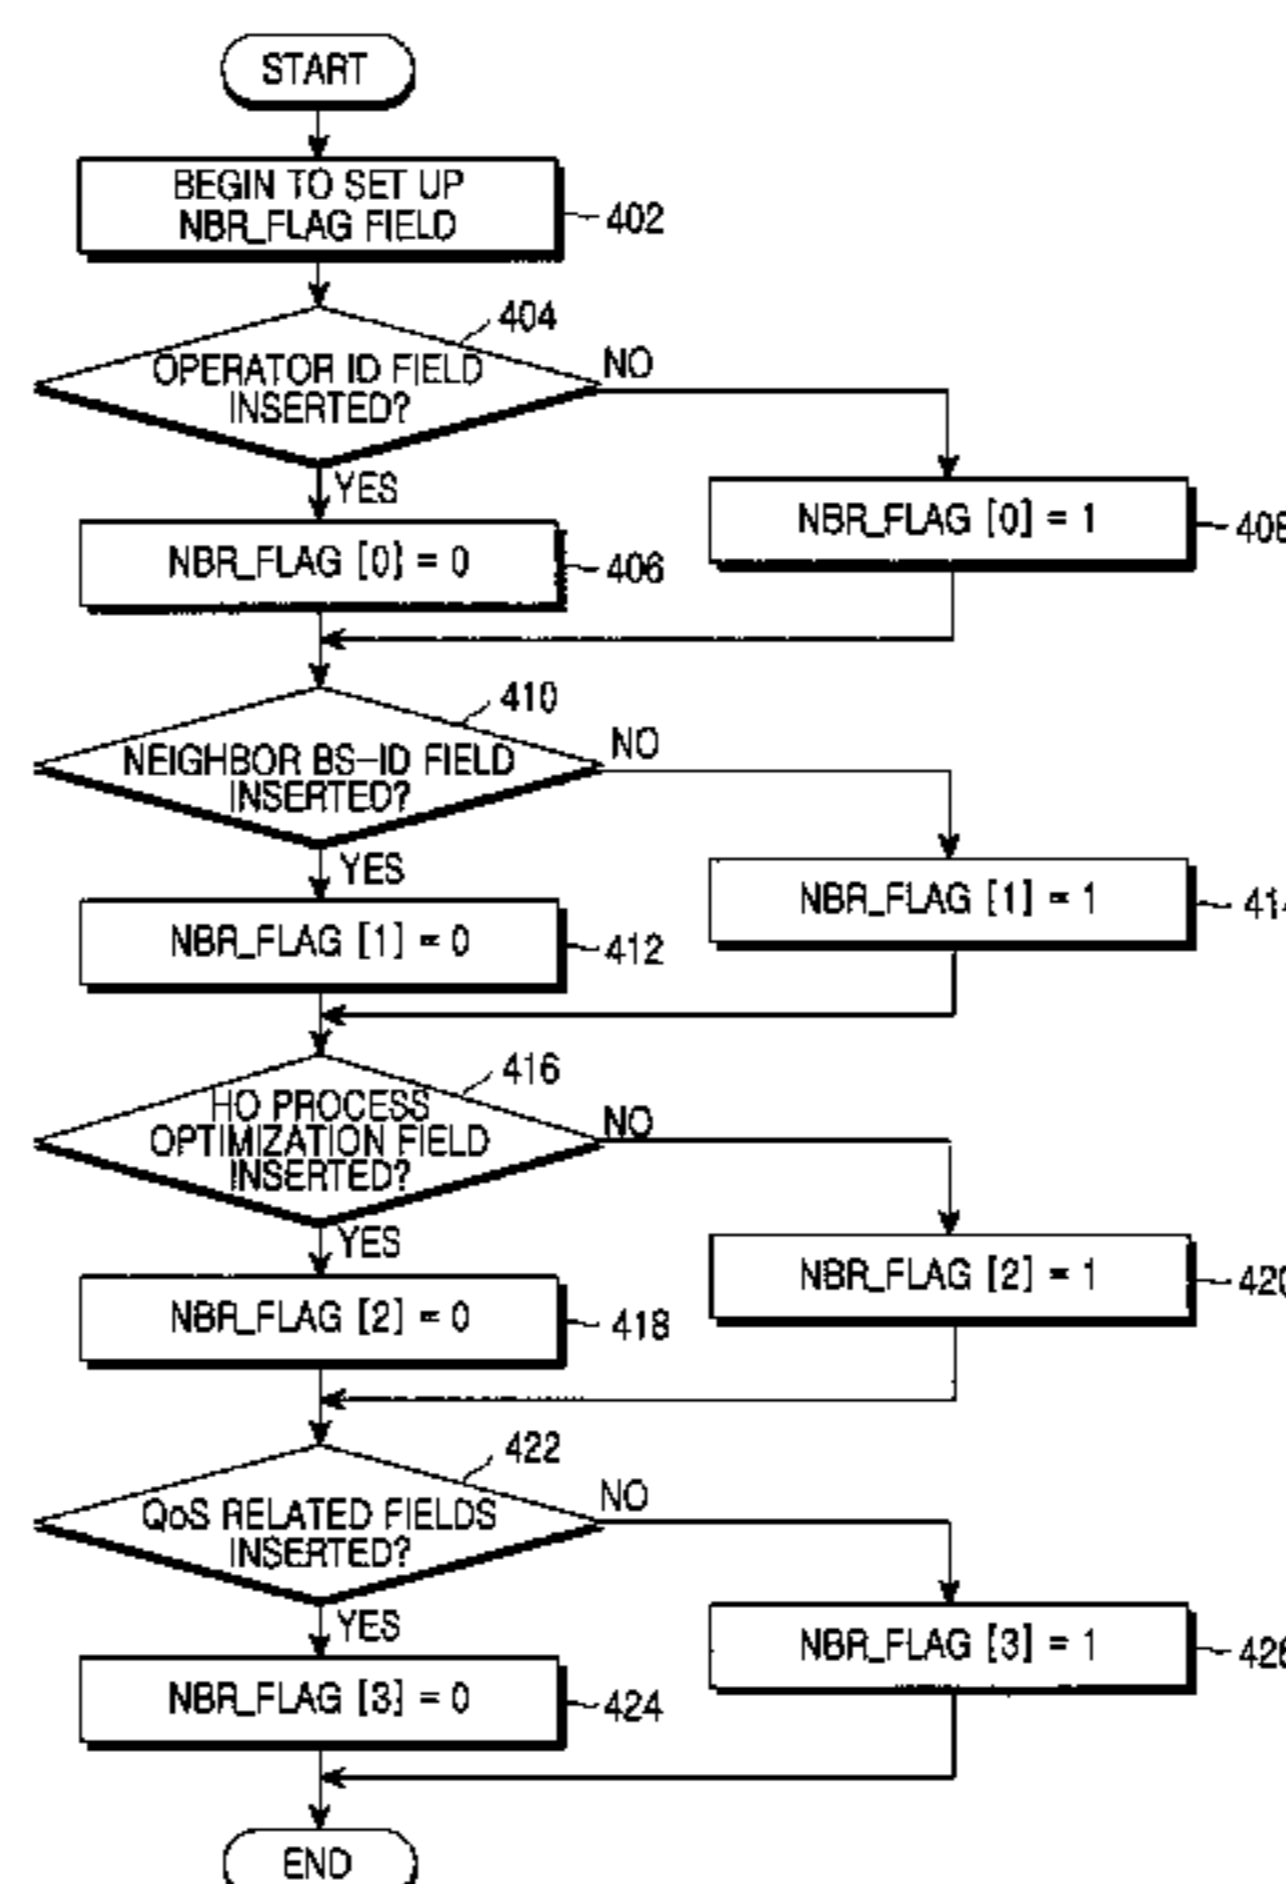 START
BEGIN TO SET UP
NBR_FLAG FIELD
402
404
OPERATOR ID FIELD
INSERTED?
NO
YES
NBR_FLAG [0] = 1
NBR_FLAG [0] = 0
406
410
NEIGHBOR BS-ID FIELD
INSERTED?
NO
YES
NBR_FLAG [1] = 1
NBR_FLAG [1] = 0
412
416
HO PROCESS
OPTIMIZATION FIELD
INSERTED?
NO
YES
NBR_FLAG [2] = 1
NBR_FLAG [2] = 0
418
422
QoS RELATED FIELDS
INSERTED?
NO
YES
NBR_FLAG [3] = 1
NBR_FLAG [3] = 0
424
END